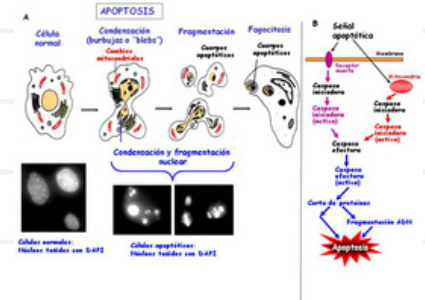 A
APOPTOSIS
Célula
normal
Condensación
(burbujas o "blebs")
Cambios
mitocondriales
Fragmentación
Cuerpos
apoptóticos
Fagocitosis
Cuerpos
apoptóticos
Condensación y fragmentación
nuclear
Células normales:
Núcleos teñidos con DAPI
Células apoptóticas:
Núcleos teñidos con DAPI
B
Señal
apoptótica
Membrana
Receptor
muerte
Mitocondria
Caspasa
iniciadora
Caspasa
iniciadora
(activa)
Caspasa
iniciadora
Caspasa
iniciadora
(activa)
Caspasa
efectora
Caspasa
efectora
(activa)
Corte de proteínas
Fragmentación ADN
Apoptosis